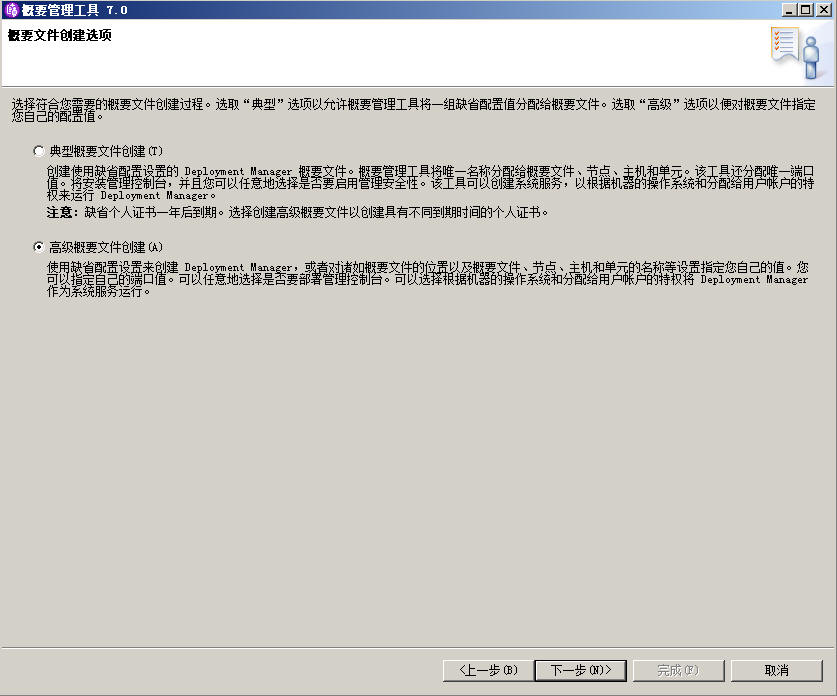 概要管理工具 7.0
概要文件创建选项
选择符合您需要的概要文件创建过程。选取“典型”选项以允许概要管理工具将一组缺省配置值分配给概要文件。选取“高级”选项以便对概要文件指定
您自己的配置值。
典型概要文件创建(T)
创建使用缺省配置设置的 Deployment Manager 概要文件。概要管理工具将唯一名称分配给概要文件、节点、主机和单元。该工具还分配唯一端口
值。将安装管理控制台，并且您可以任意地选择是否要启用管理安全性。该工具可以创建系统服务，以根据机器的操作系统和分配给用户帐户的特
权来运行 Deployment Manager。
注意：缺省个人证书一年后到期。选择创建高级概要文件以创建具有不同到期时间的个人证书。
高级概要文件创建(A)
使用缺省配置设置来创建 Deployment Manager，或者对诸如概要文件的位置以及概要文件、节点、主机和单元的名称等设置指定您自己的值。您
可以指定自己的端口值。可以任意地选择是否要部署管理控制台。可以选择根据机器的操作系统和分配给用户帐户的特权将 Deployment Manager
作为系统服务运行。
<上一步(B) 下一步(N)> 完成(F) 取消